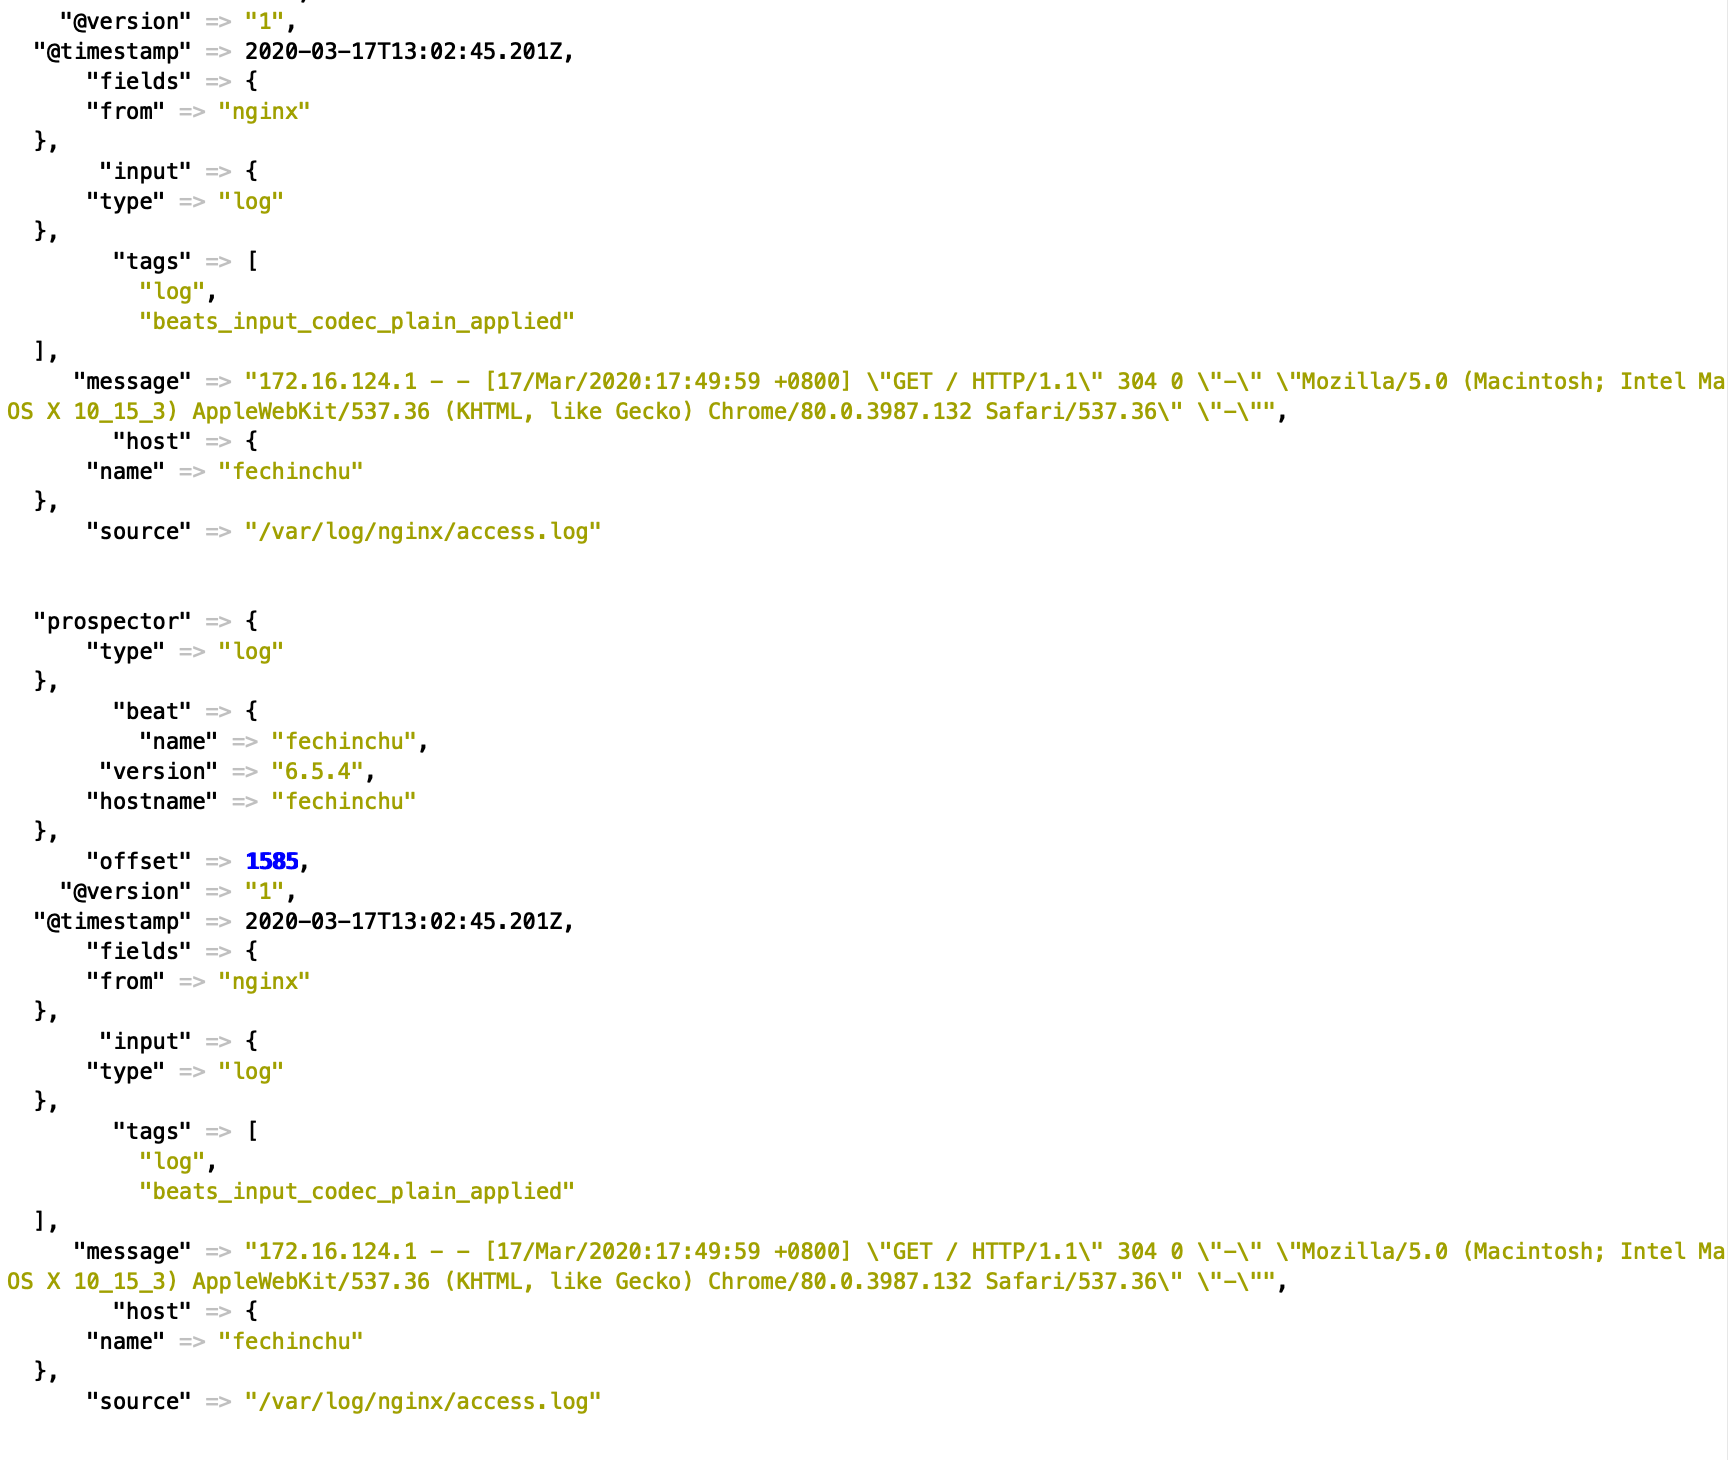 "@version" => "1",
"@timestamp" => 2020-03-17T13:02:45.201Z,
"fields" => {
"from" => "nginx"
},
"input" => {
"type" => "log"
},
"tags" => [
"log",
"beats_input_codec_plain_applied"
],
"message" => "172.16.124.1 - - [17/Mar/2020:17:49:59 +0800] \"GET / HTTP/1.1\" 304 0 \"-\" \"Mozilla/5.0 (Macintosh; Intel Ma
OS X 10_15_3) AppleWebKit/537.36 (KHTML, like Gecko) Chrome/80.0.3987.132 Safari/537.36\" \"-\"",
"host" => {
"name" => "fechinchu"
},
"source" => "/var/log/nginx/access.log"
"prospector" => {
"type" => "log"
},
"beat" => {
"name" => "fechinchu",
"version" => "6.5.4",
"hostname" => "fechinchu"
},
"offset" => 1585,
"@version" => "1",
"@timestamp" => 2020-03-17T13:02:45.201Z,
"fields" => {
"from" => "nginx"
},
"input" => {
"type" => "log"
},
"tags" => [
"log",
"beats_input_codec_plain_applied"
],
"message" => "172.16.124.1 - - [17/Mar/2020:17:49:59 +0800] \"GET / HTTP/1.1\" 304 0 \"-\" \"Mozilla/5.0 (Macintosh; Intel Ma
OS X 10_15_3) AppleWebKit/537.36 (KHTML, like Gecko) Chrome/80.0.3987.132 Safari/537.36\" \"-\"",
"host" => {
"name" => "fechinchu"
},
"source" => "/var/log/nginx/access.log"